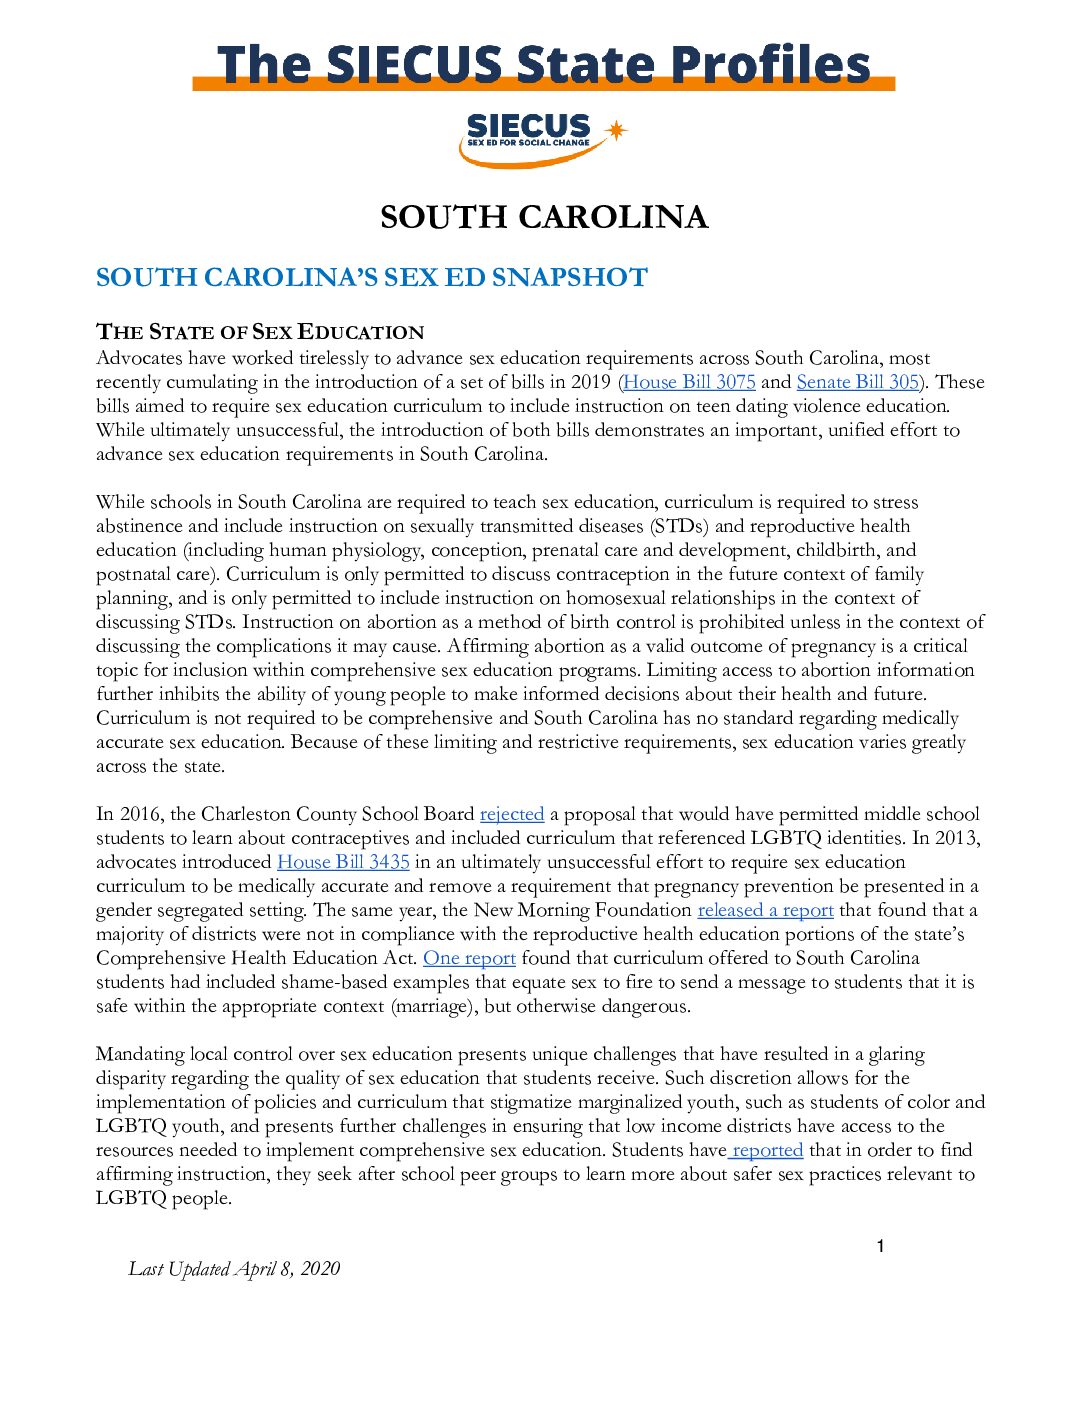 The SIECUS State Profiles
SIECUS
SEX ED FOR SOCIAL CHANGE
SOUTH CAROLINA
SOUTH CAROLINA’S SEX ED SNAPSHOT
THE STATE OF SEX EDUCATION
Advocates have worked tirelessly to advance sex education requirements across South Carolina, most
recently cumulating in the introduction of a set of bills in 2019 (House Bill 3075 and Senate Bill 305). These
bills aimed to require sex education curriculum to include instruction on teen dating violence education.
While ultimately unsuccessful, the introduction of both bills demonstrates an important, unified effort to
advance sex education requirements in South Carolina.
While schools in South Carolina are required to teach sex education, curriculum is required to stress
abstinence and include instruction on sexually transmitted diseases (STDs) and reproductive health
education (including human physiology, conception, prenatal care and development, childbirth, and
postnatal care). Curriculum is only permitted to discuss contraception in the future context of family
planning, and is only permitted to include instruction on homosexual relationships in the context of
discussing STDs. Instruction on abortion as a method of birth control is prohibited unless in the context of
discussing the complications it may cause. Affirming abortion as a valid outcome of pregnancy is a critical
topic for inclusion within comprehensive sex education programs. Limiting access to abortion information
further inhibits the ability of young people to make informed decisions about their health and future.
Curriculum is not required to be comprehensive and South Carolina has no standard regarding medically
accurate sex education. Because of these limiting and restrictive requirements, sex education varies greatly
across the state.
In 2016, the Charleston County School Board rejected a proposal that would have permitted middle school
students to learn about contraceptives and included curriculum that referenced LGBTQ identities. In 2013,
advocates introduced House Bill 3435 in an ultimately unsuccessful effort to require sex education
curriculum to be medically accurate and remove a requirement that pregnancy prevention be presented in a
gender segregated setting. The same year, the New Morning Foundation released a report that found that a
majority of districts were not in compliance with the reproductive health education portions of the state’s
Comprehensive Health Education Act. One report found that curriculum offered to South Carolina
students had included shame-based examples that equate sex to fire to send a message to students that it is
safe within the appropriate context (marriage), but otherwise dangerous.
Mandating local control over sex education presents unique challenges that have resulted in a glaring
disparity regarding the quality of sex education that students receive. Such discretion allows for the
implementation of policies and curriculum that stigmatize marginalized youth, such as students of color and
LGBTQ youth, and presents further challenges in ensuring that low income districts have access to the
resources needed to implement comprehensive sex education. Students have reported that in order to find
affirming instruction, they seek after school peer groups to learn more about safer sex practices relevant to
LGBTQ people.
1
Last Updated April 8, 2020